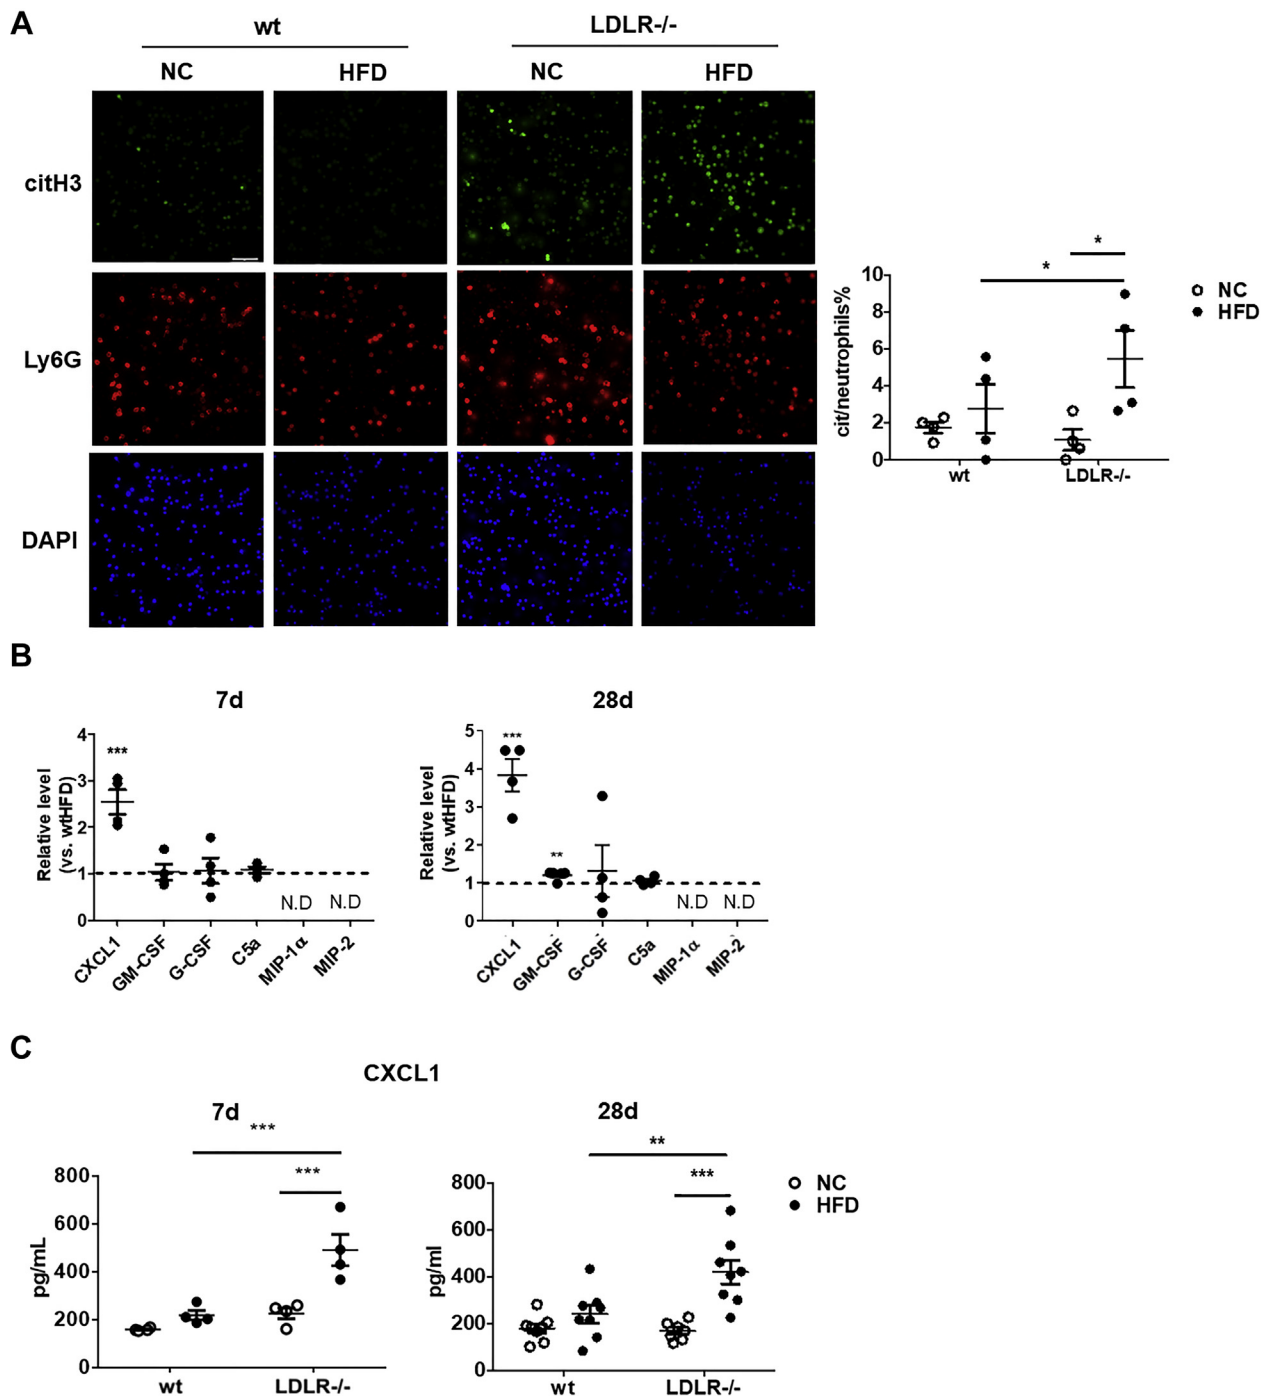 A
wt
LDLR-/-
NC
HFD
NC
HFD
citH3
Ly6G
DAPI
*
*
cit/neutrophils%
10
8
6
4
2
0
wt
LDLR-/-
NC
HFD
B
7d
Relative level
(vs. wtHFD)
4
3
2
1
0
***
N.D
N.D
CXCL1
GM-CSF
G-CSF
C5a
MIP-1α
MIP-2
28d
Relative level
(vs. wtHFD)
5
4
3
2
1
0
***
**
N.D
N.D
CXCL1
GM-CSF
G-CSF
C5a
MIP-1α
MIP-2
C
CXCL1
7d
***
***
pg/mL
800
600
400
200
0
wt
LDLR-/-
28d
**
***
pg/ml
800
600
400
200
0
wt
LDLR-/-
NC
HFD